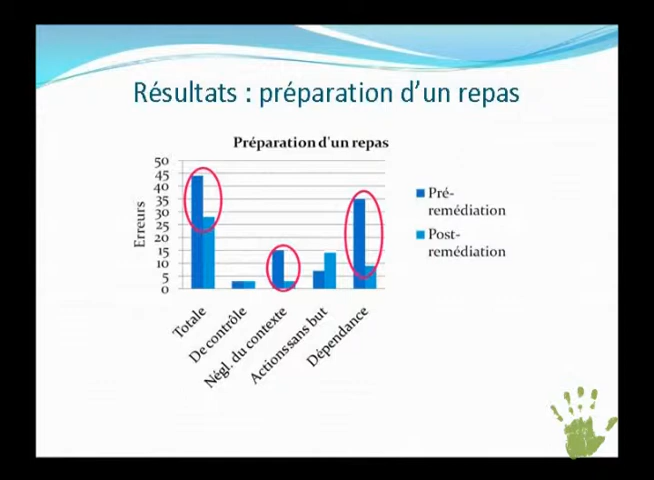 Résultats : préparation d'un repas
Préparation d'un repas
Erreurs
50
45
40
35
30
25
20
15
10
5
0
Totale
De contrôle
Négl. du contexte
Actions sans but
Dépendance
Pré-
remédiation
Post-
remédiation